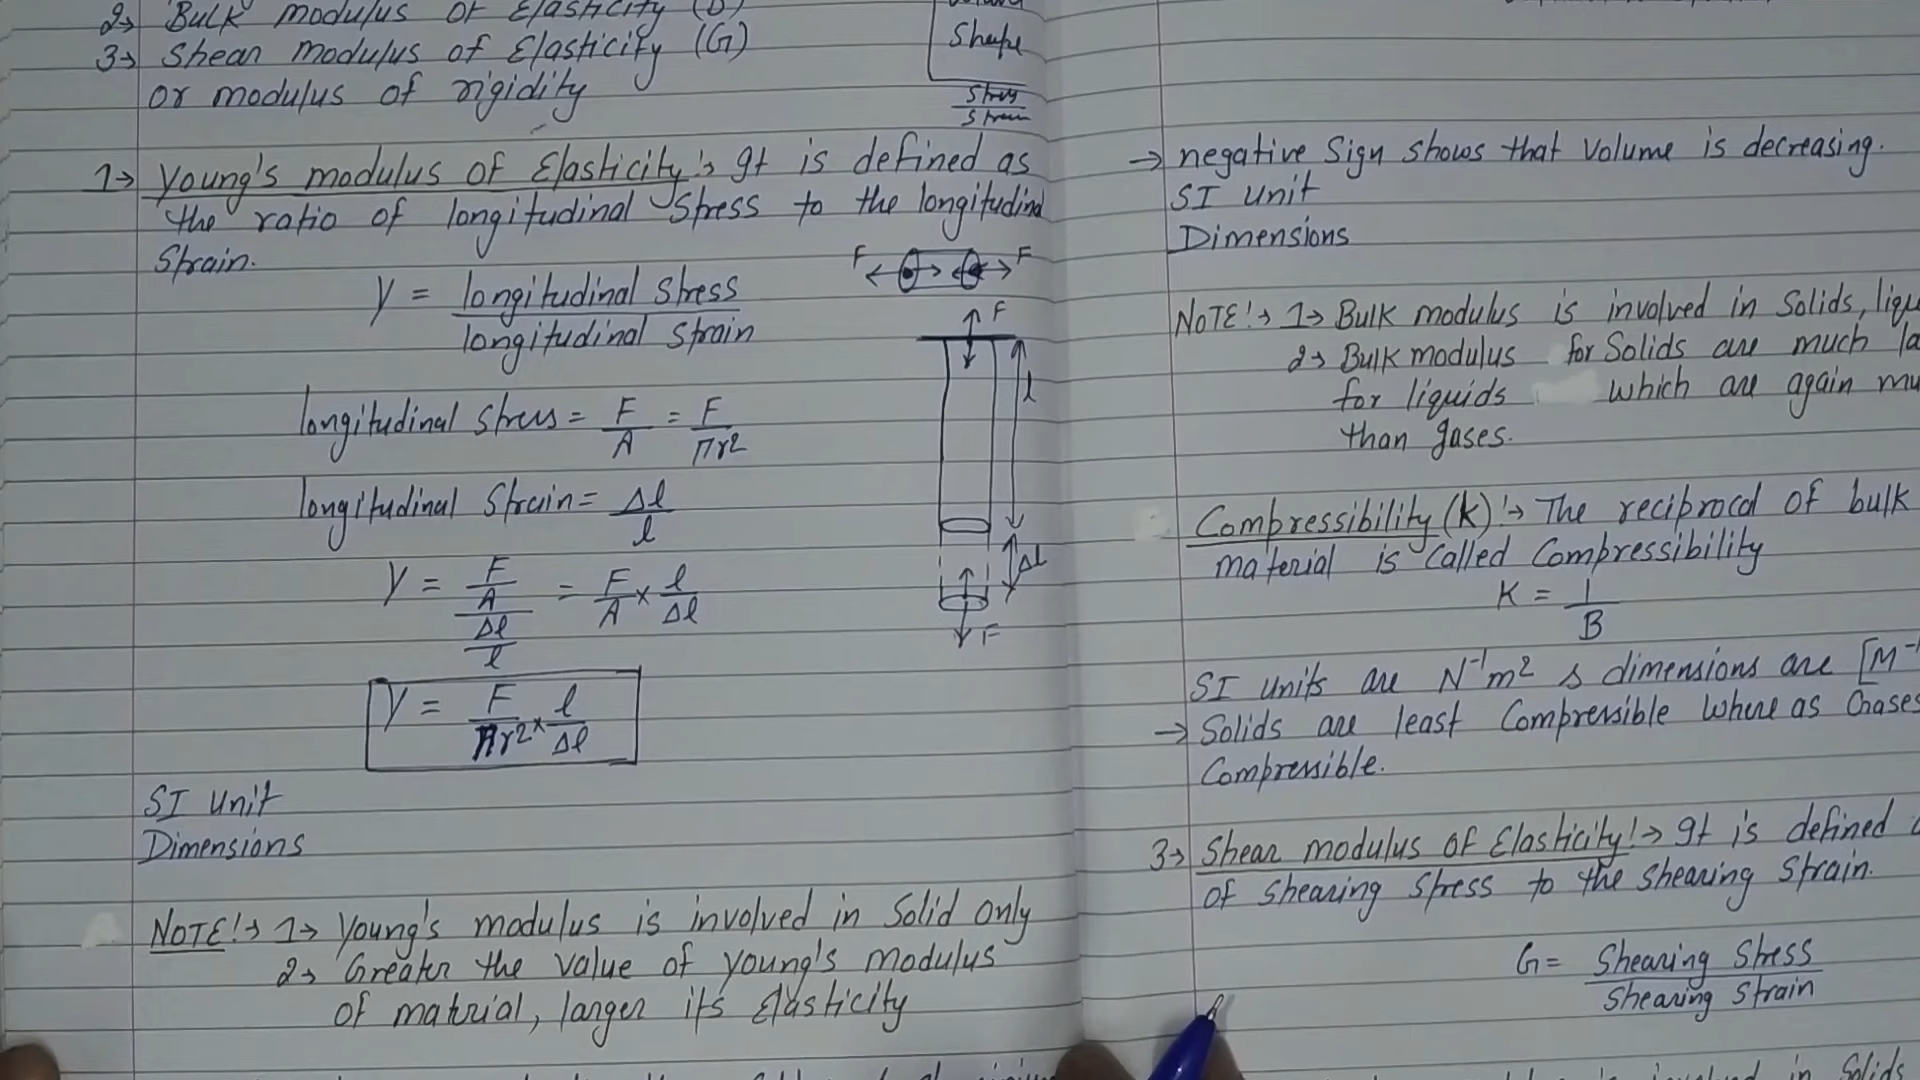 2→ Bulk modulus of Elasticity (B)
3→ Shear modulus of Elasticity (G)
or modulus of rigidity
Shape
Stress
Strain
1→ Young's modulus of Elasticity:→ It is defined as
the ratio of longitudinal stress to the longitudinal
Strain.
Y = longitudinal stress / longitudinal strain
F F
longitudinal stress = F/A = F/πr²
longitudinal strain = Δl/l
Y = (F/A)/(Δl/l) = F/A × l/Δl
Y = F/πr² × l/Δl
F
l
Δl
F
SI Unit
Dimensions
NOTE:→ 1→ Young's modulus is involved in Solid only
2→ Greater the value of young's modulus
of material, larger its Elasticity
→ negative Sign shows that volume is decreasing.
SI Unit
Dimensions
NOTE:→ 1→ Bulk modulus is involved in Solids, liqu
2→ Bulk modulus for Solids are much la
for liquids which are again mu
than gases.
Compressibility (K):→ The reciprocal of bulk
material is called Compressibility
K = 1/B
SI units are N⁻¹m² & dimensions are [M⁻¹
→ Solids are least Compressible where as Gases
Compressible.
3→ Shear modulus of Elasticity:→ It is defined
of shearing stress to the shearing strain.
G = Shearing Stress / Shearing strain
in Solids